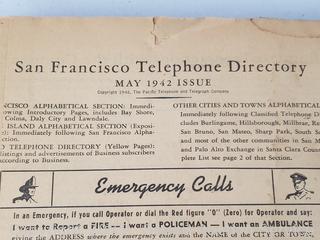 San Francisco Telephone Directory
MAY 1942 ISSUE
Copyright 1942, The Pacific Telephone and Telegraph Company
NCISCO ALPHABETICAL SECTION: Immedi-
owing Introductory Pages, includes Bay Shore,
Colma, Daly City and Lawndale.
ISLAND ALPHABETICAL SECTION (Exposi-
): Immediately following San Francisco Alpha-
ction.
D TELEPHONE DIRECTORY (Yellow Pages):
listings and advertisements of Business subscribers
according to Business.
OTHER CITIES AND TOWNS ALPHABETICAL
Immediately following Classified Telephone Di
cludes Burlingame, Hillsborough, Millbrae, Re
San Bruno, San Mateo, Sharp Park, South S
and most of the other communities in San M
and Palo Alto Exchange in Santa Clara Coun
plete List see page 2 of that Section.
Emergency Calls
In an Emergency, if you call Operator or dial the Red figure "0" (Zero) for Operator and say:
I want to Report a FIRE -- i want a POLICEMAN -- I want an AMBULANCE
giving the ADDRESS where the emergency exists and the NAME of the CITY OR TOWN,